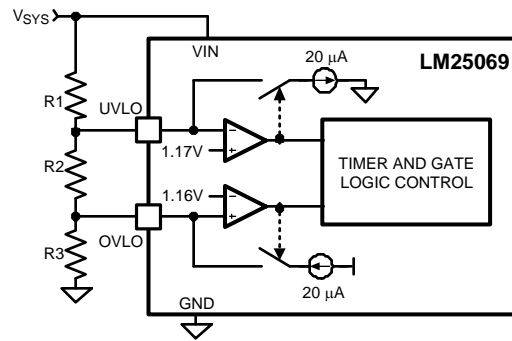 VSYS
VIN
20 μA
LM25069
R1
UVLO
1.17V
R2
TIMER AND GATE
LOGIC CONTROL
1.16V
OVLO
R3
20 μA
GND